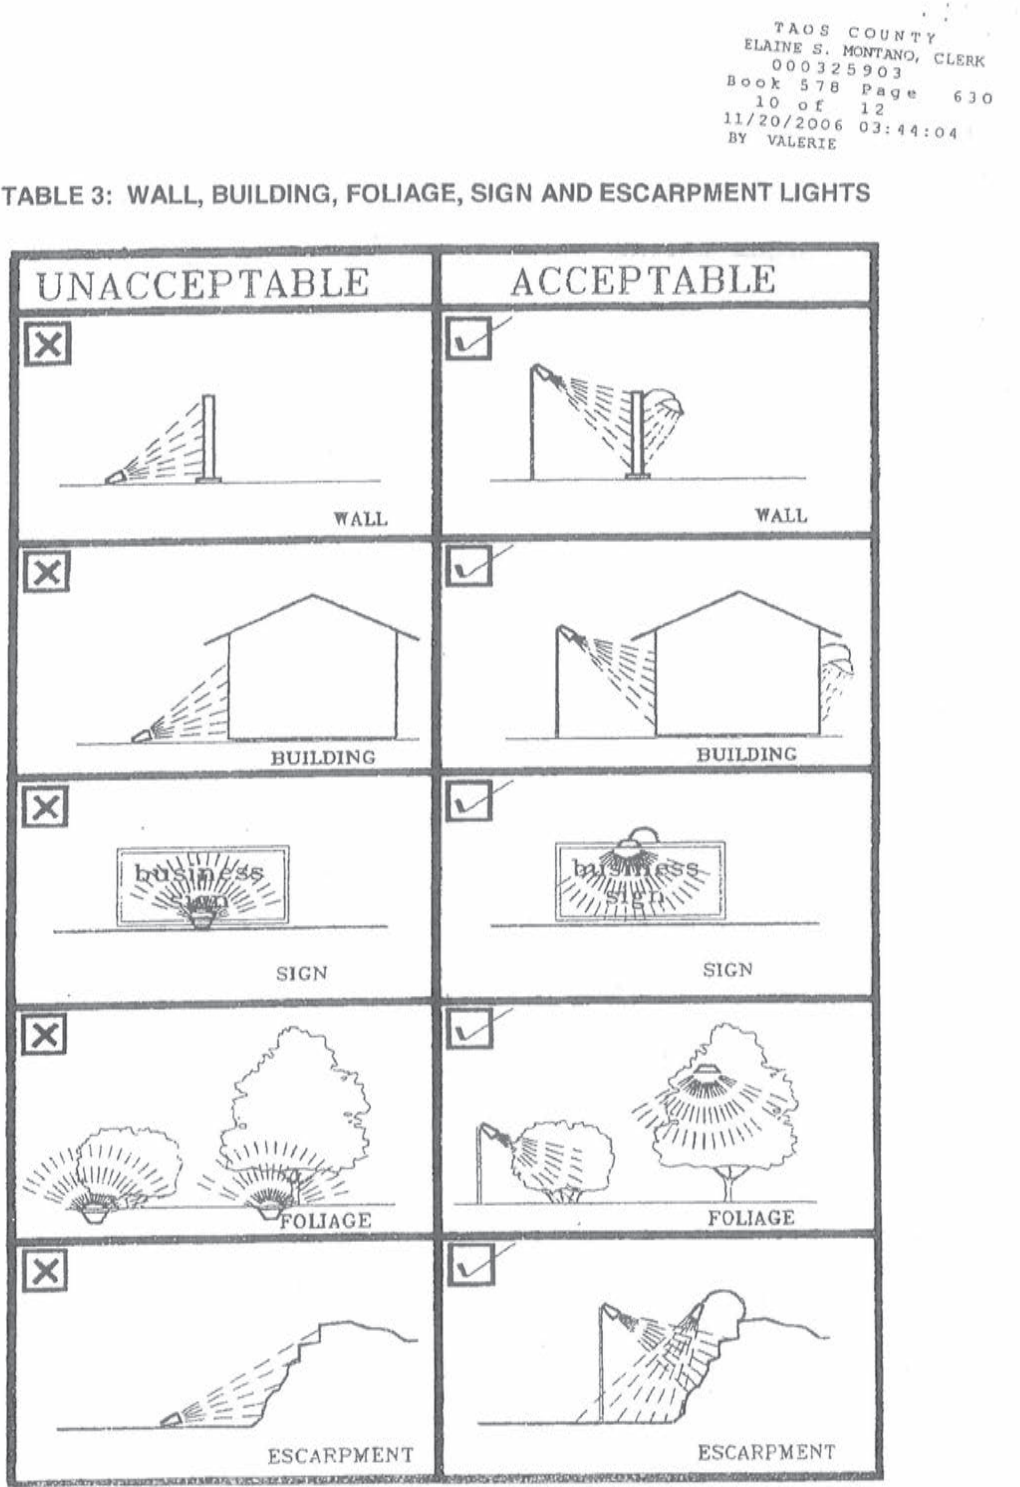 TAOS COUNTY
ELAINE S. MONTANO, CLERK
000325903
Book 578 Page 630
10 of 12
11/20/2006 03:44:04
BY VALERIE
TABLE 3: WALL, BUILDING, FOLIAGE, SIGN AND ESCARPMENT LIGHTS
UNACCEPTABLE ACCEPTABLE
WALL WALL
BUILDING BUILDING
business business
sign sign
SIGN SIGN
FOLIAGE FOLIAGE
ESCARPMENT ESCARPMENT